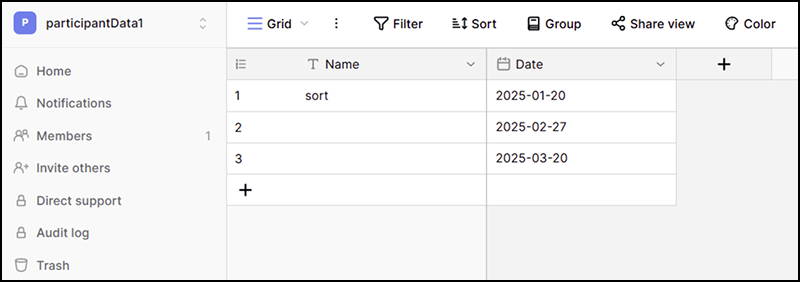 P participantData1
Grid Filter Sort Group Share view Color
Home
Notifications
Members 1
Invite others
Direct support
Audit log
Trash
Name Date
1 sort 2025-01-20
2 2025-02-27
3 2025-03-20